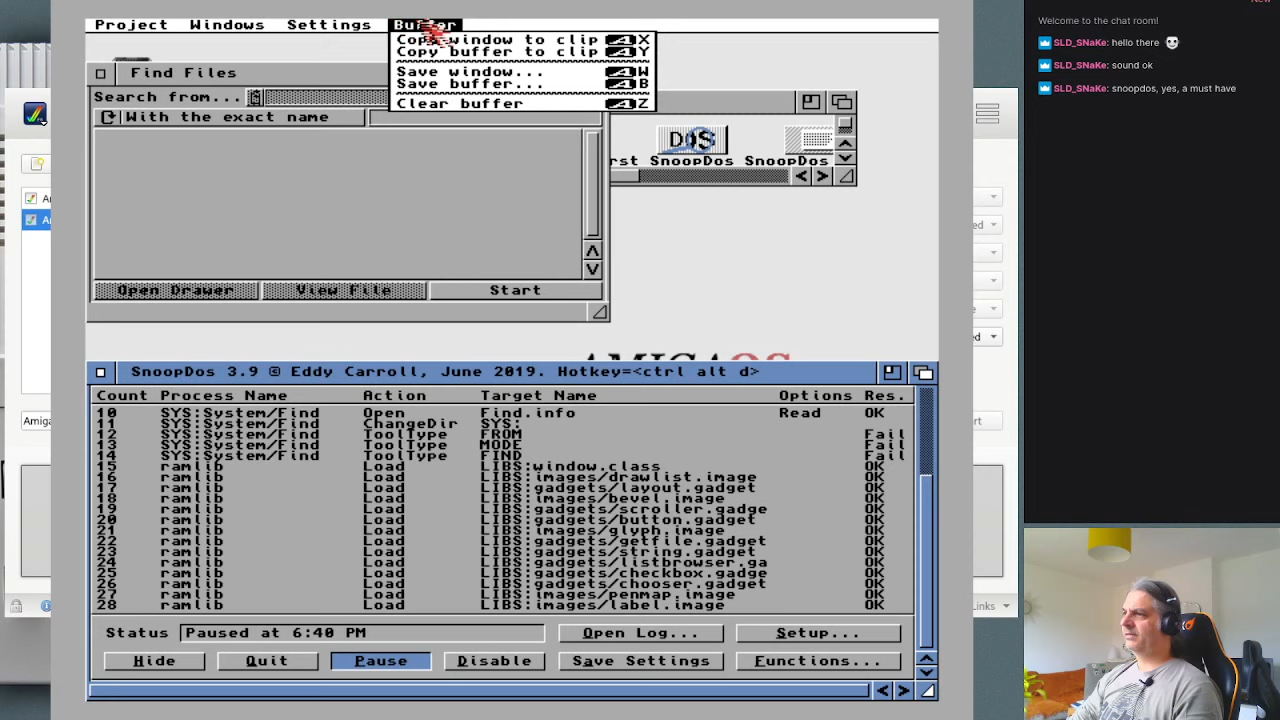 Project Windows Settings Buffer
Copy window to clip X
Copy buffer to clip Y
Save window... W
Save buffer... B
Clear buffer Z
Find Files
Search from...
With the exact name
Open Drawer View File Start
rst SnoopDos SnoopDos
DOS
AMIGAOS
SnoopDos 3.9 © Eddy Carroll, June 2019. Hotkey=<ctrl alt d>
Count Process Name Action Target Name Options Res.
10 SYS:System/Find Open Find.info Read OK
11 SYS:System/Find ChangeDir SYS:
12 SYS:System/Find ToolType FROM Fail
13 SYS:System/Find ToolType MODE Fail
14 SYS:System/Find ToolType FIND Fail
15 ramlib Load LIBS:window.class OK
16 ramlib Load LIBS:images/drawlist.image OK
17 ramlib Load LIBS:gadgets/layout.gadget OK
18 ramlib Load LIBS:images/bevel.image OK
19 ramlib Load LIBS:gadgets/scroller.gadge OK
20 ramlib Load LIBS:gadgets/button.gadget OK
21 ramlib Load LIBS:images/glyph.image OK
22 ramlib Load LIBS:gadgets/getfile.gadget OK
23 ramlib Load LIBS:gadgets/string.gadget OK
24 ramlib Load LIBS:gadgets/listbrowser.ga OK
25 ramlib Load LIBS:gadgets/checkbox.gadge OK
26 ramlib Load LIBS:gadgets/chooser.gadget OK
27 ramlib Load LIBS:images/penmap.image OK
28 ramlib Load LIBS:images/label.image OK
Status Paused at 6:40 PM Open Log... Setup...
Hide Quit Pause Disable Save Settings Functions...
Amiga
Links
Welcome to the chat room!
SLD_SNaKe: hello there
SLD_SNaKe: sound ok
SLD_SNaKe: snoopdos, yes, a must have